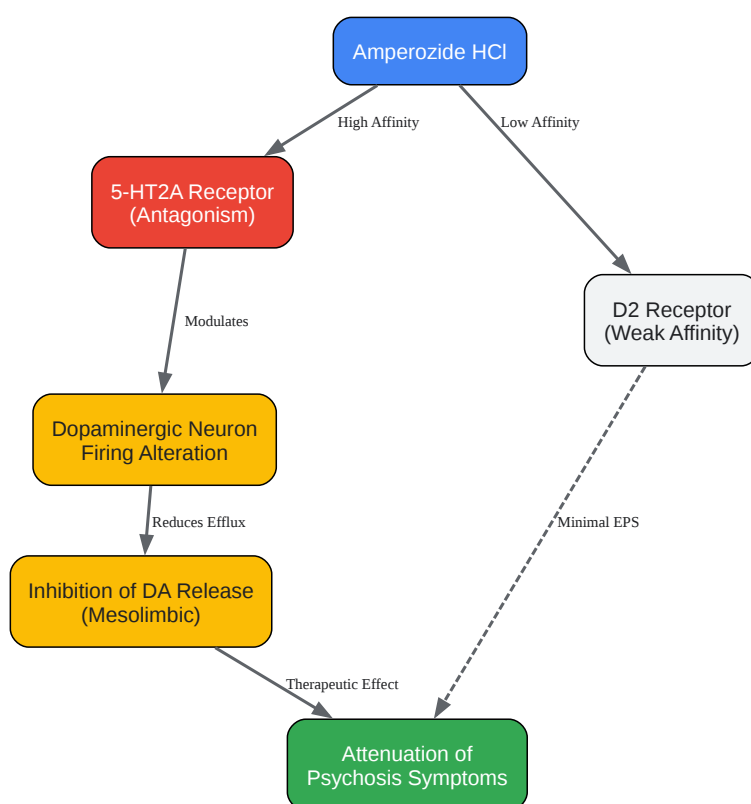 Amperozide HCl
High Affinity
Low Affinity
5-HT2A Receptor
(Antagonism)
D2 Receptor
(Weak Affinity)
Modulates
Dopaminergic Neuron
Firing Alteration
Reduces Efflux
Minimal EPS
Inhibition of DA Release
(Mesolimbic)
Therapeutic Effect
Attenuation of
Psychosis Symptoms